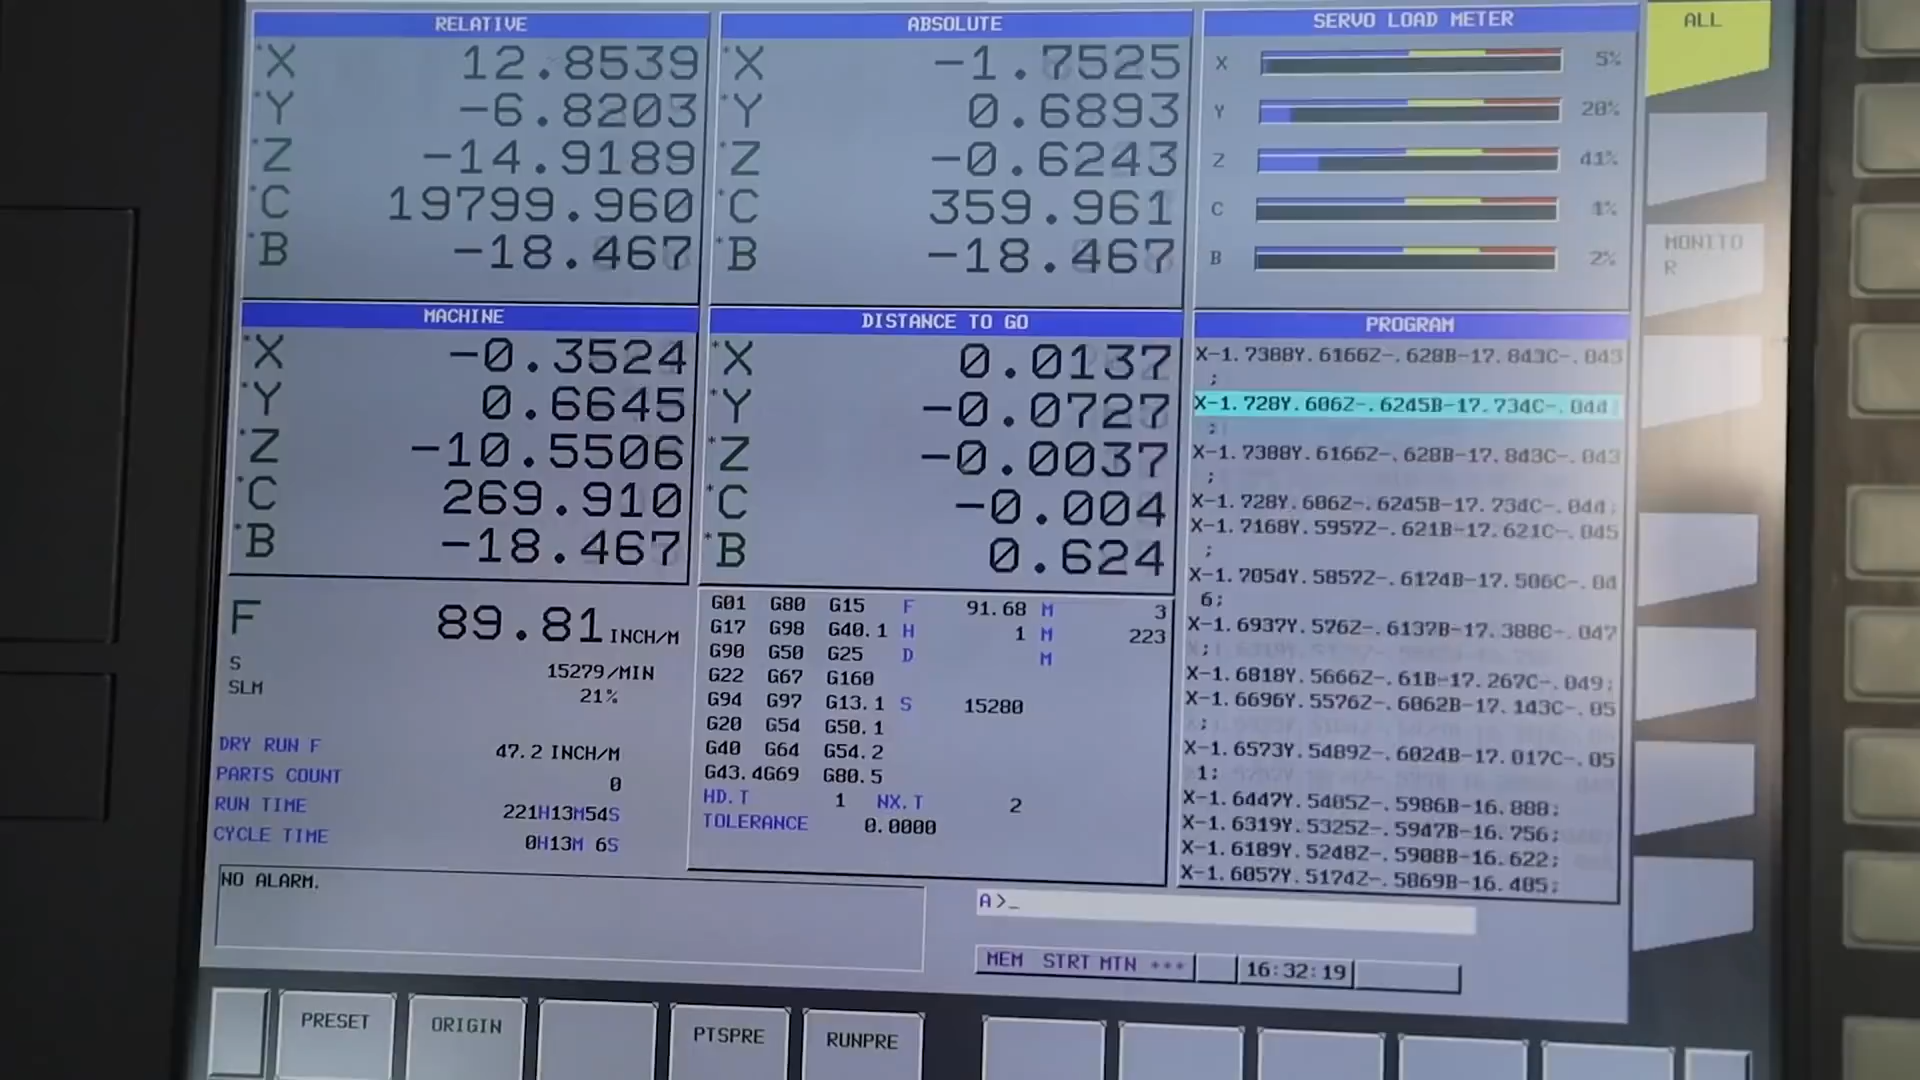 RELATIVE
X 12.8539
Y -6.8203
Z -14.9189
C 19799.960
B -18.467
ABSOLUTE
X -1.7525
Y 0.6893
Z -0.6243
C 359.961
B -18.467
SERVO LOAD METER
X 5%
Y 20%
Z 41%
C 1%
B 2%
ALL
MONITO
R
MACHINE
X -0.3524
Y 0.6645
Z -10.5506
C 269.910
B -18.467
DISTANCE TO GO
X 0.0137
Y -0.0727
Z -0.0037
C -0.004
B 0.624
PROGRAM
X-1.7388Y.6166Z-.628B-17.843C-.043
;
X-1.728Y.606Z-.6245B-17.734C-.044
;
X-1.7388Y.6166Z-.628B-17.843C-.043
;
X-1.728Y.606Z-.6245B-17.734C-.044;
X-1.7168Y.5957Z-.621B-17.621C-.045
;
X-1.7054Y.5857Z-.6174B-17.506C-.04
6;
X-1.6937Y.576Z-.6137B-17.388C-.047
;
X-1.6818Y.5666Z-.61B-17.267C-.049;
X-1.6696Y.5576Z-.6062B-17.143C-.05
;
X-1.6573Y.5489Z-.6024B-17.017C-.05
1;
X-1.6447Y.5405Z-.5986B-16.888;
X-1.6319Y.5325Z-.5947B-16.756;
X-1.6189Y.5248Z-.5908B-16.622;
X-1.6057Y.5174Z-.5869B-16.485;
F 89.81 INCH/M
S 15279/MIN
SLM 21%
DRY RUN F 47.2 INCH/M
PARTS COUNT 0
RUN TIME 221H13M54S
CYCLE TIME 0H13M 6S
G01 G80 G15 F 91.68 M 3
G17 G98 G40.1 H 1 M 223
G90 G50 G25 D M
G22 G67 G160
G94 G97 G13.1 S 15280
G20 G54 G50.1
G40 G64 G54.2
G43.4G69 G80.5
HD.T 1 NX.T 2
TOLERANCE 0.0000
NO ALARM.
A>_
MEM STRT MTN *** 16:32:19
PRESET ORIGIN PTSPRE RUNPRE